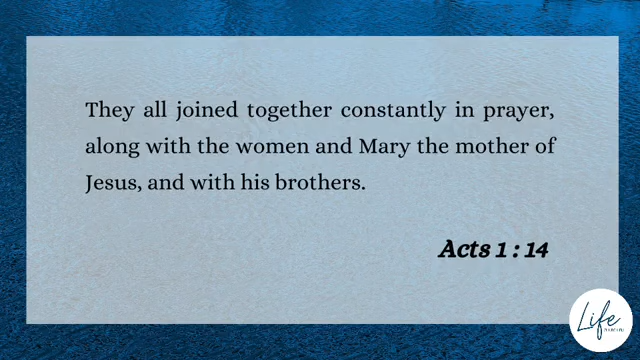 They all joined together constantly in prayer,
along with the women and Mary the mother of
Jesus, and with his brothers.
Acts 1 : 14
Life